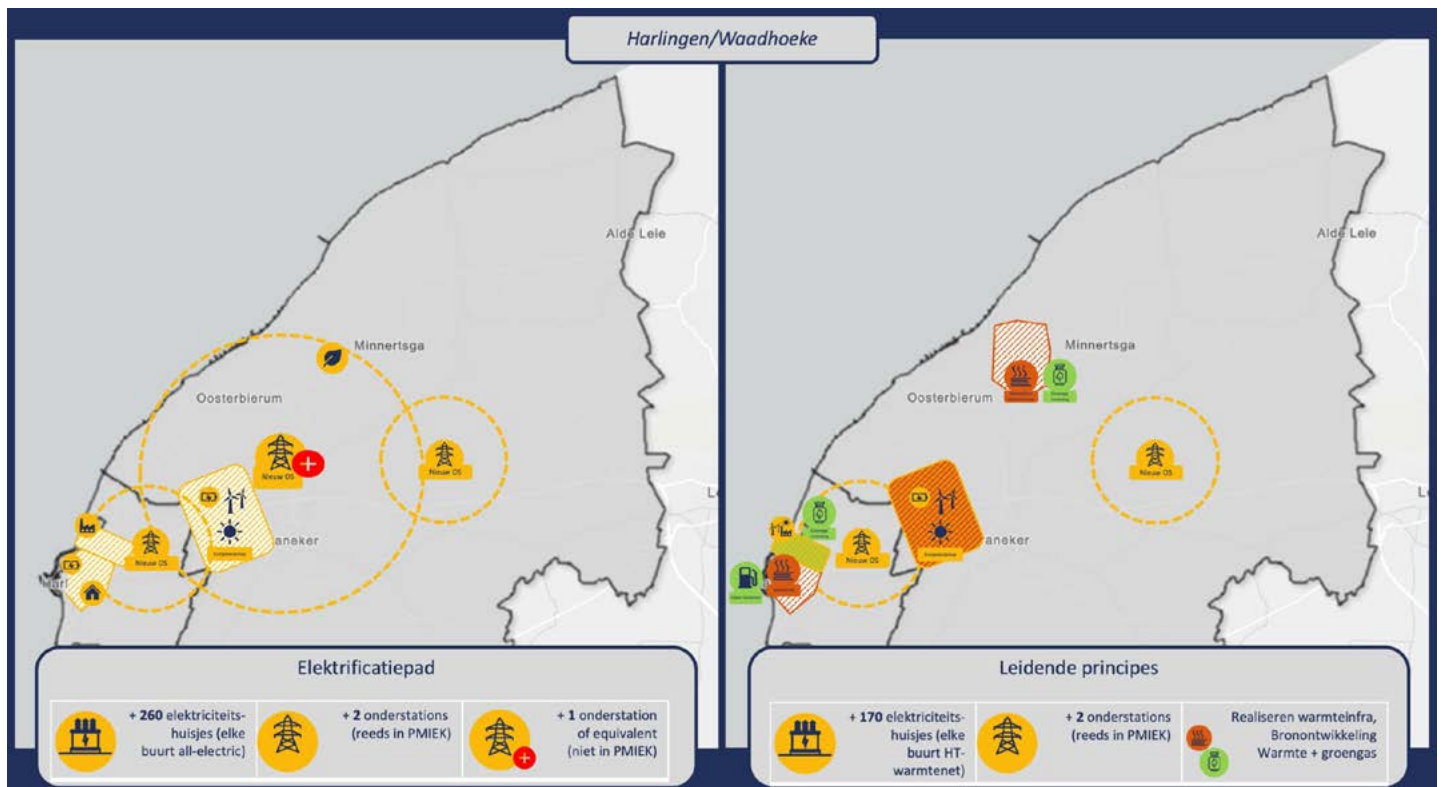 Harlingen/Waadhoeke
Alde Leie
Minnertsga
Oosterbierum
Nieuw OS
Nieuw OS
Nieuw OS
aneker
Harl
Elektrificatiepad
+ 260 elektriciteits-
huisjes (elke
buurt all-electric)
+ 2 onderstations
(reeds in PMIEK)
+ 1 onderstation
of equivalent
(niet in PMIEK)
Alde Leie
Minnertsga
Oosterbierum
Nieuw OS
Nieuw OS
aneker
Leidende principes
+ 170 elektriciteits-
huisjes (elke
buurt HT-
warmtenet)
+ 2 onderstations
(reeds in PMIEK)
Realiseren warmteinfra,
Bronontwikkeling
Warmte + groengas